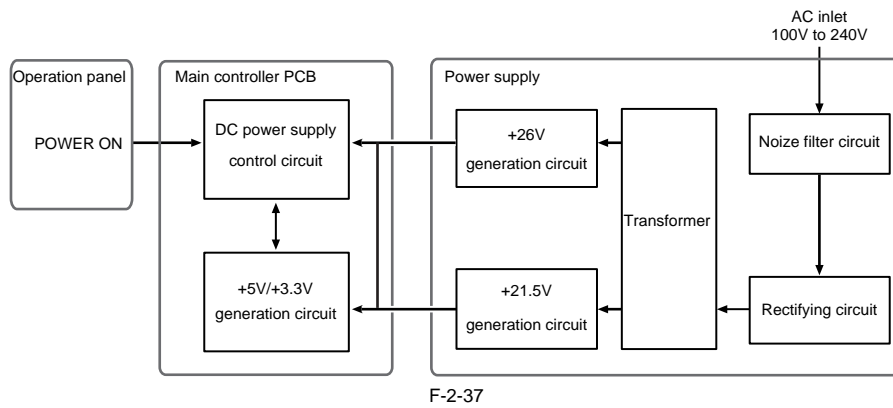 AC inlet
100V to 240V
Operation panel
POWER ON
Main controller PCB
DC power supply
control circuit
+5V/+3.3V
generation circuit
Power supply
+26V
generation circuit
+21.5V
generation circuit
Transformer
Noize filter circuit
Rectifying circuit
F-2-37